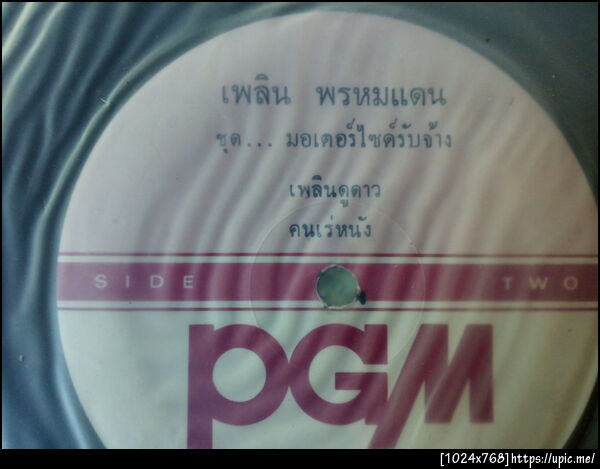 เพลิน พรหมแดน
ชุด... มอเตอร์ไซด์รับจ้าง
เพลินดูดาว
คนเร่หนัง
SIDE TWO
PGM
[1024x768]https://upic.me/